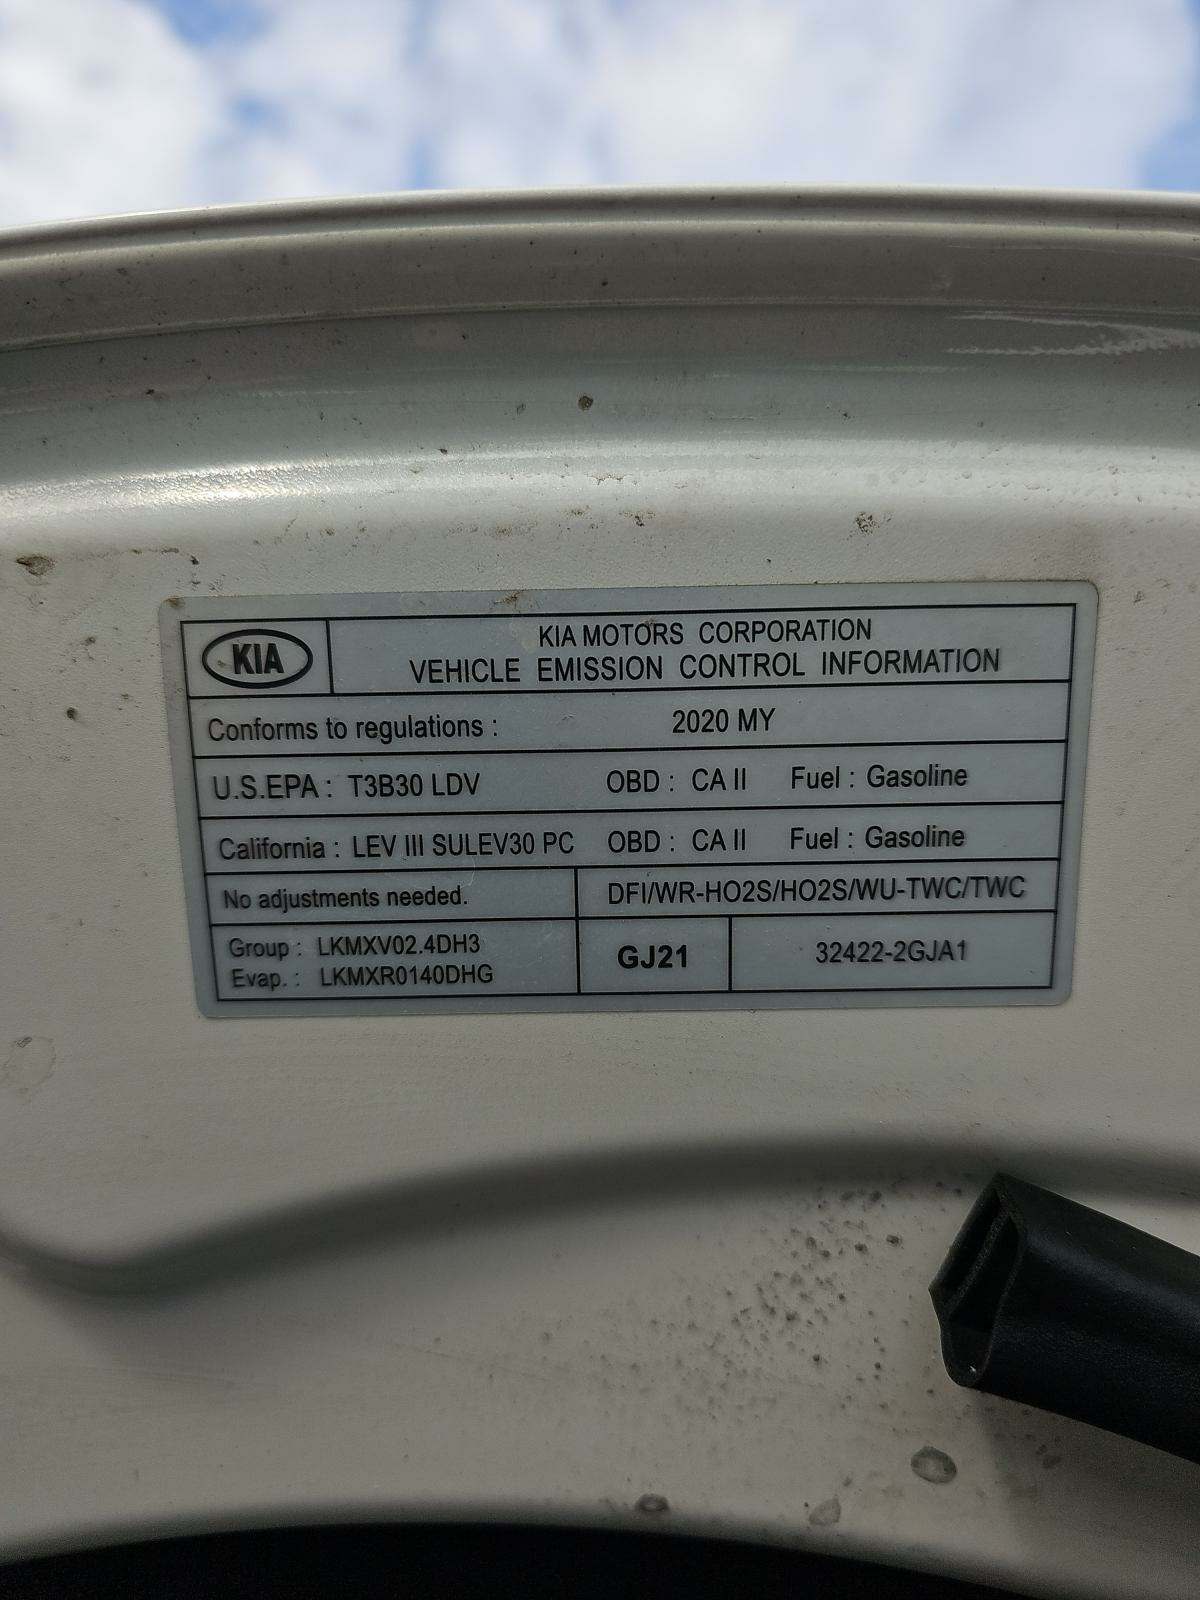 KIA
KIA MOTORS CORPORATION
VEHICLE EMISSION CONTROL INFORMATION
Conforms to regulations : 2020 MY
U.S.EPA : T3B30 LDV OBD : CA II Fuel : Gasoline
California : LEV III SULEV30 PC OBD : CA II Fuel : Gasoline
No adjustments needed. DFI/WR-HO2S/HO2S/WU-TWC/TWC
Group : LKMXV02.4DH3
Evap. : LKMXR0140DHG
GJ21
32422-2GJA1